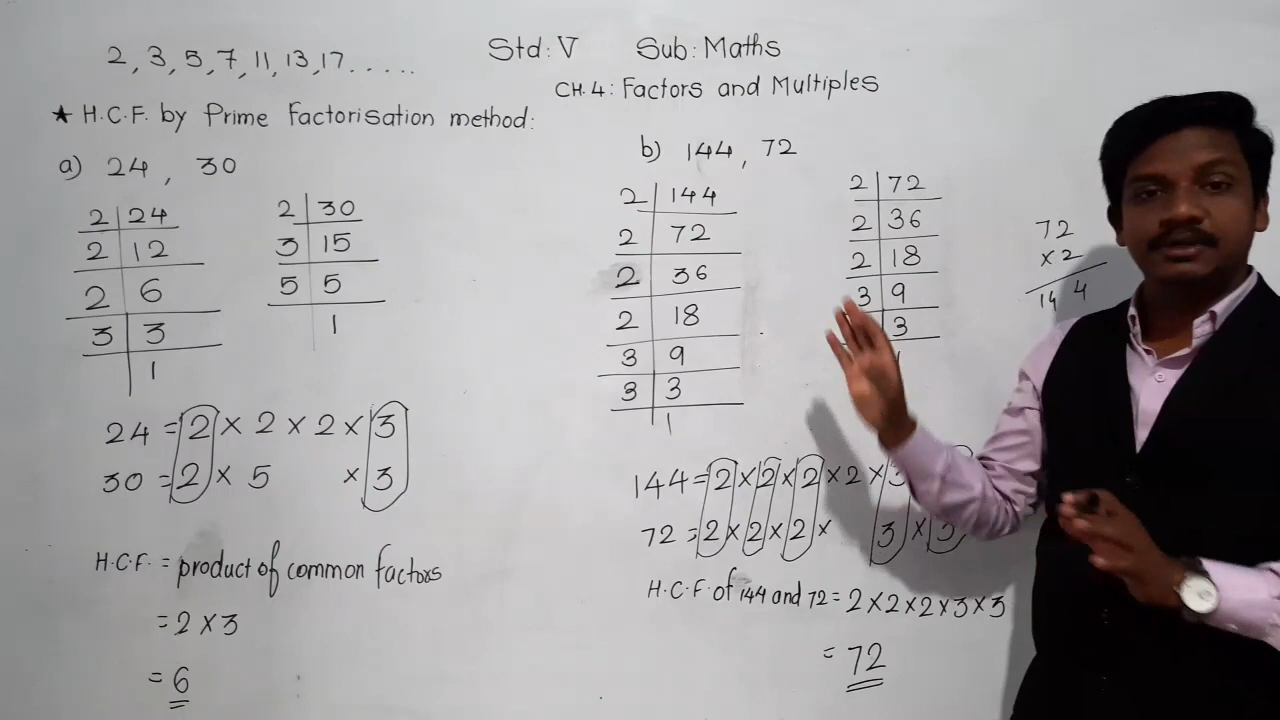 2, 3, 5, 7, 11, 13, 17.....
Std: V Sub: Maths
CH. 4: Factors and Multiples
★ H.C.F. by Prime Factorisation method:
a) 24, 30
2 | 24
2 | 12
2 | 6
3 | 3
1
2 | 30
3 | 15
5 | 5
1
24 = 2 × 2 × 2 × 3
30 = 2 × 5 × 3
H.C.F. = product of common factors
= 2 × 3
= 6
b) 144, 72
2 | 144
2 | 72
2 | 36
2 | 18
3 | 9
3 | 3
1
2 | 72
2 | 36
2 | 18
3 | 9
3
72
×2
144
144 = 2 × 2 × 2 × 2 × 3
72 = 2 × 2 × 2 × 3 × 3
H.C.F. of 144 and 72 = 2 × 2 × 2 × 3 × 3
= 72